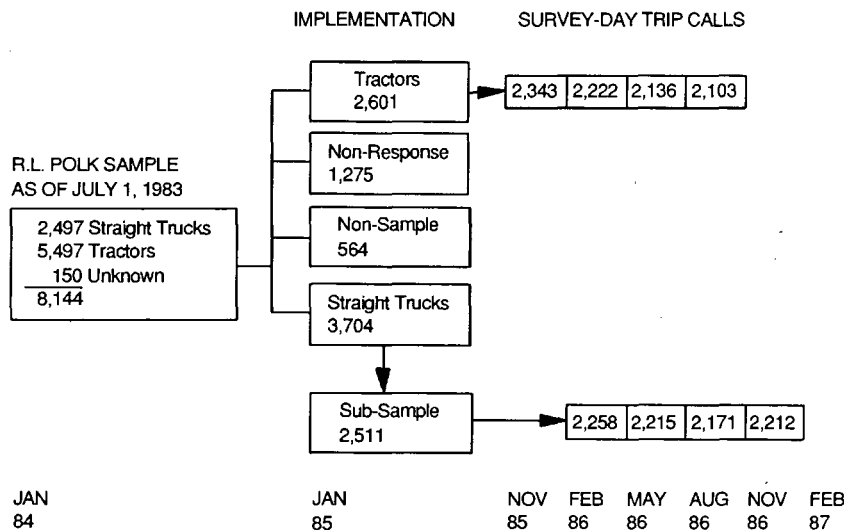 IMPLEMENTATION SURVEY-DAY TRIP CALLS
Tractors
2,601
2,343 2,222 2,136 2,103
Non-Response
1,275
R.L. POLK SAMPLE
AS OF JULY 1, 1983
2,497 Straight Trucks
5,497 Tractors
150 Unknown
8,144
Non-Sample
564
Straight Trucks
3,704
Sub-Sample
2,511
2,258 2,215 2,171 2,212
JAN JAN NOV FEB MAY AUG NOV FEB
84 85 85 86 86 86 86 87